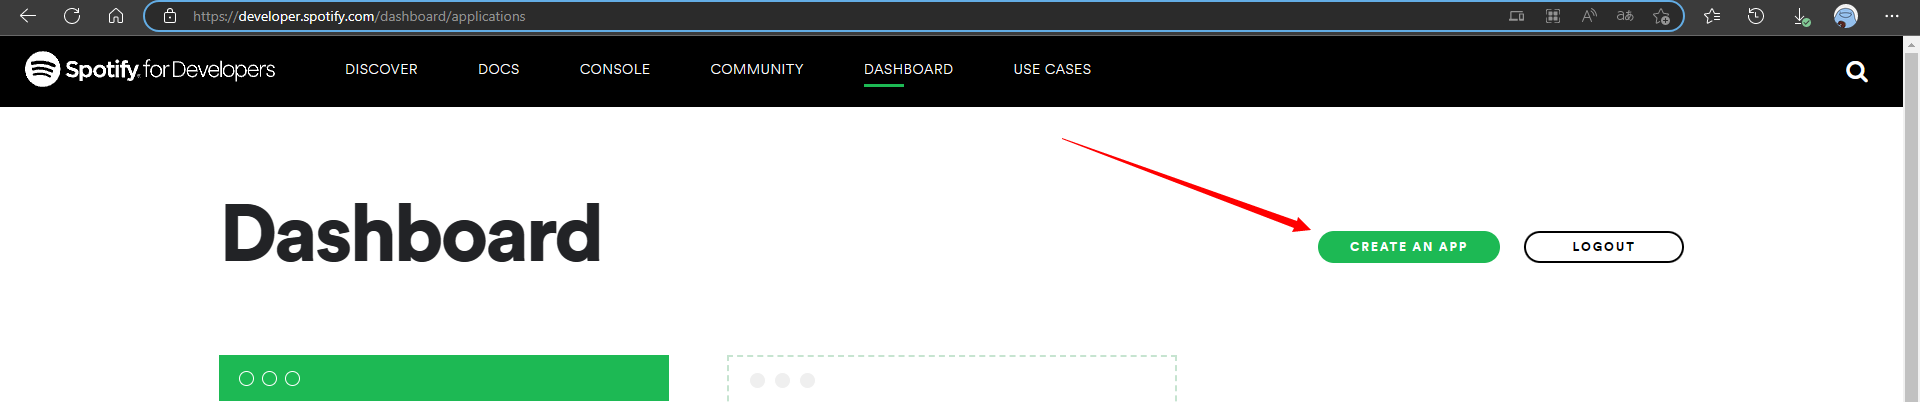 https://developer.spotify.com/dashboard/applications
Spotify for Developers DISCOVER DOCS CONSOLE COMMUNITY DASHBOARD USE CASES
Dashboard
CREATE AN APP LOGOUT